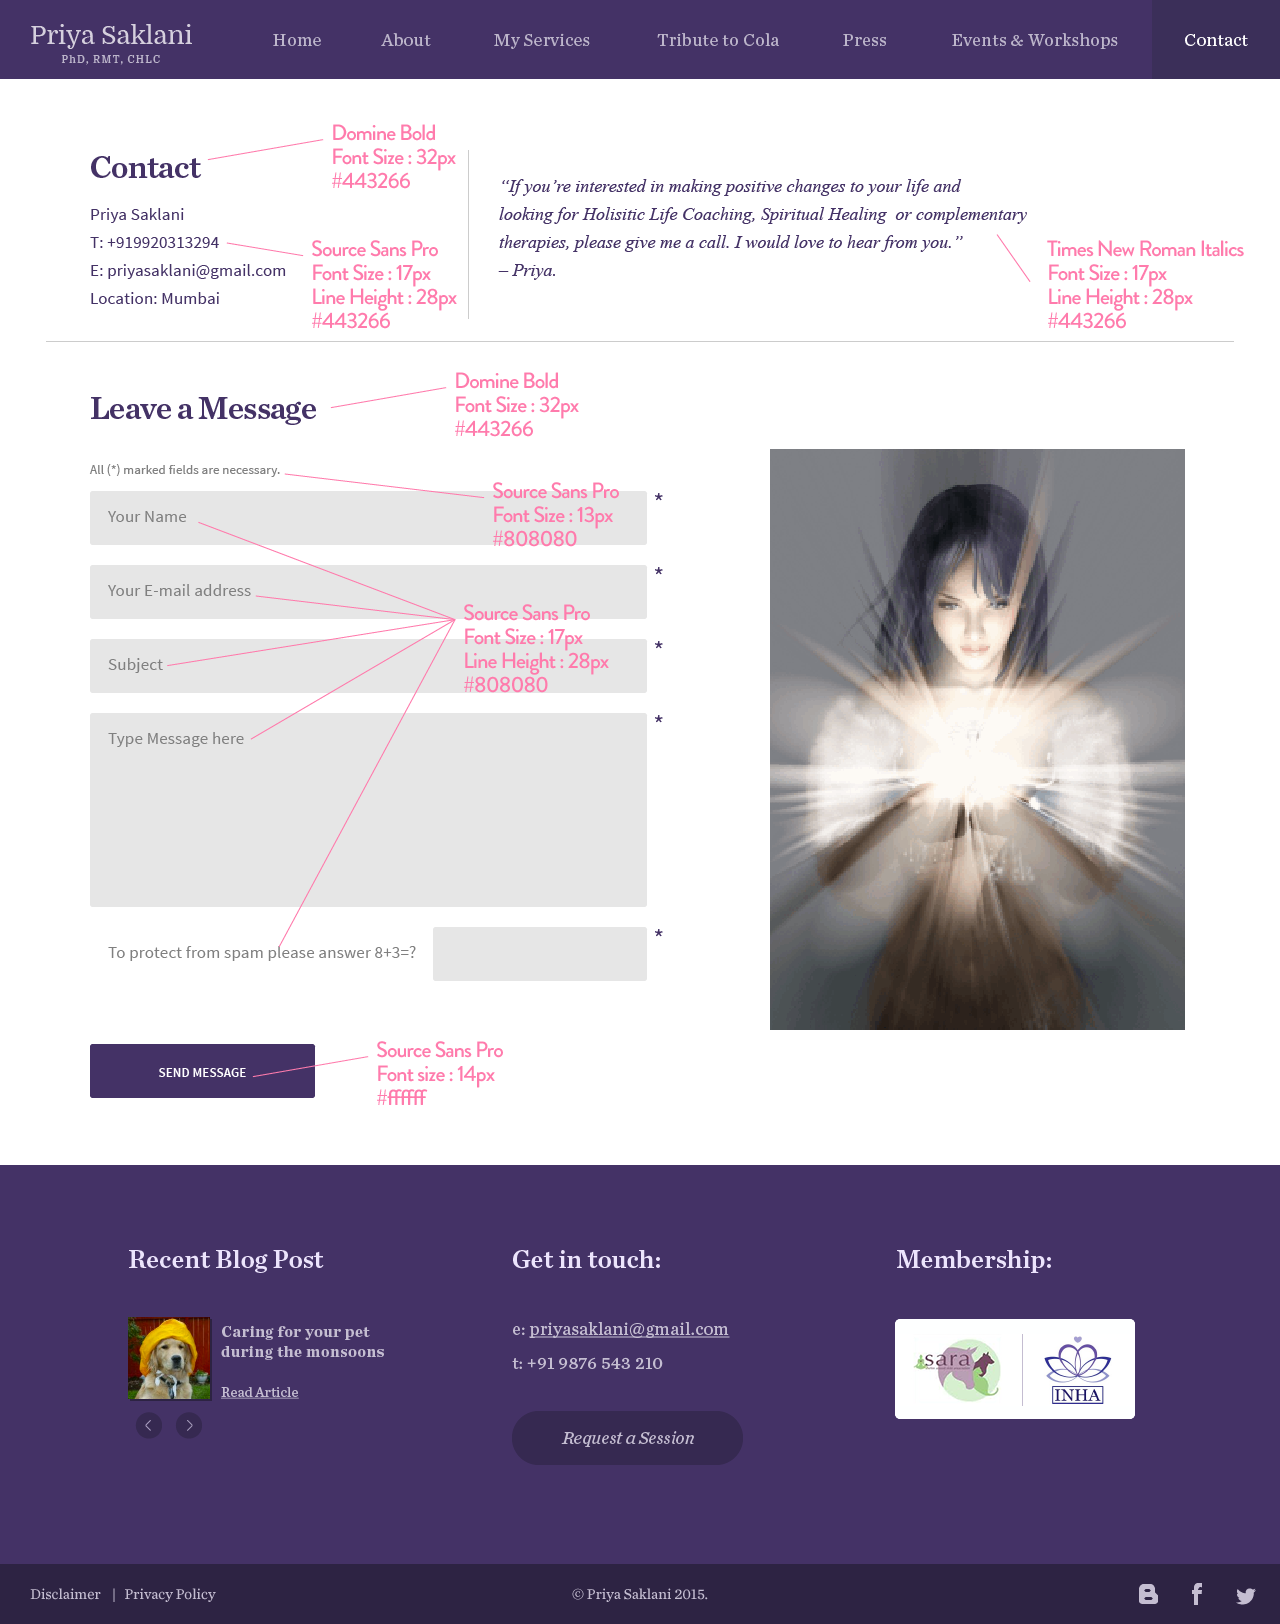 Priya Saklani
PhD, RMT, CHLC
Home
About
My Services
Tribute to Cola
Press
Events & Workshops
Contact
Contact
Domine Bold
Font Size : 32px
#443266
Priya Saklani
T: +919920313294
E: priyasaklani@gmail.com
Location: Mumbai
Source Sans Pro
Font Size : 17px
Line Height : 28px
#443266
“If you’re interested in making positive changes to your life and
looking for Holisitic Life Coaching, Spiritual Healing or complementary
therapies, please give me a call. I would love to hear from you.”
– Priya.
Times New Roman Italics
Font Size : 17px
Line Height : 28px
#443266
Leave a Message
Domine Bold
Font Size : 32px
#443266
All (*) marked fields are necessary.
Source Sans Pro
Font Size : 13px
#808080
Your Name
*
Your E-mail address
*
Subject
*
Source Sans Pro
Font Size : 17px
Line Height : 28px
#808080
Type Message here
*
To protect from spam please answer 8+3=?
*
SEND MESSAGE
Source Sans Pro
Font size : 14px
#ffffff
Recent Blog Post
Caring for your pet
during the monsoons
Read Article
Get in touch:
e: priyasaklani@gmail.com
t: +91 9876 543 210
Request a Session
Membership:
sara
INHA
Disclaimer | Privacy Policy
© Priya Saklani 2015.